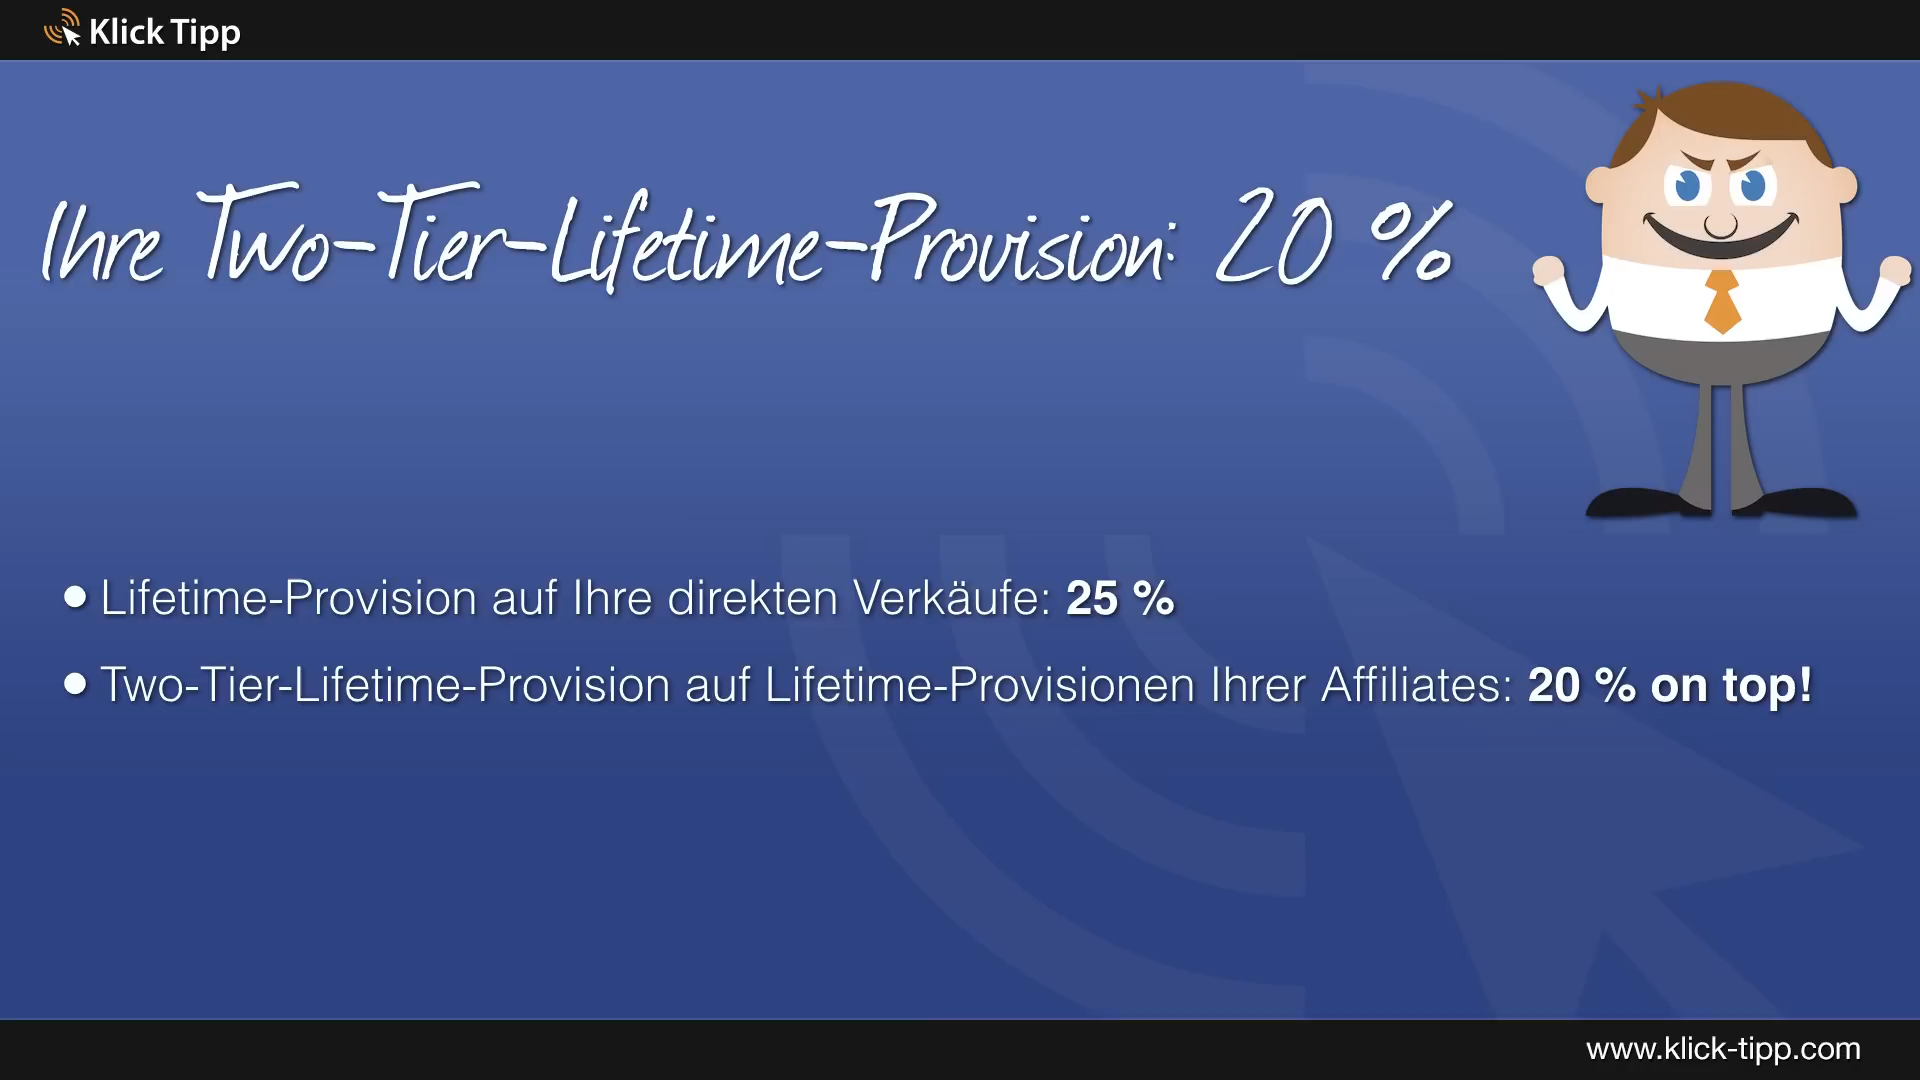 Klick Tipp
Ihre Two-Tier-Lifetime-Provision: 20 %
• Lifetime-Provision auf Ihre direkten Verkäufe: 25 %
• Two-Tier-Lifetime-Provision auf Lifetime-Provisionen Ihrer Affiliates: 20 % on top!
www.klick-tipp.com